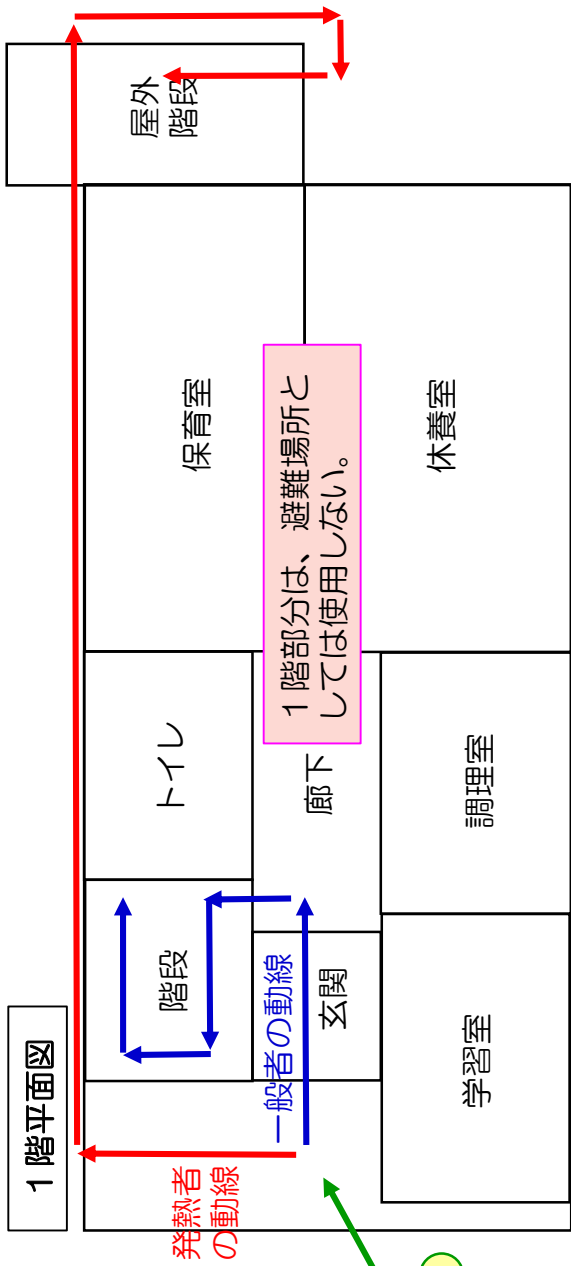 1階平面図
発熱者
の動線
一般者の動線
階段
玄関
学習室
トイレ
廊下
調理室
1階部分は、避難場所と
しては使用しない。
保育室
休養室
屋外
階段